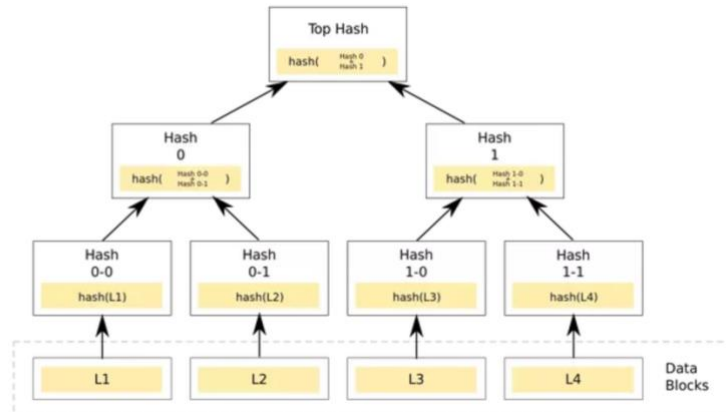 Top Hash
hash( Hash 0
+
Hash 1 )
Hash
0
hash( Hash 0-0
+
Hash 0-1 )
Hash
1
hash( Hash 1-0
+
Hash 1-1 )
Hash
0-0
hash(L1)
Hash
0-1
hash(L2)
Hash
1-0
hash(L3)
Hash
1-1
hash(L4)
L1
L2
L3
L4
Data
Blocks